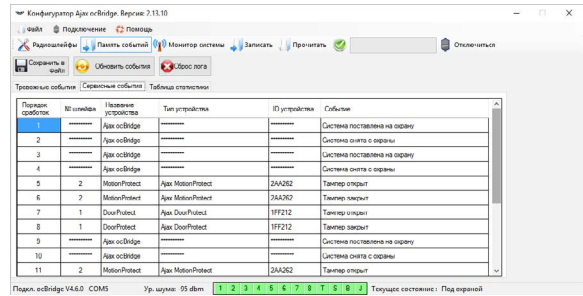 Конфигуратор Ajax ocBridge. Версия: 2.13.10
Файл Подключение Помощь
Радиошлейфы Память событий Монитор системы Записать Прочитать Отключиться
Сохранить в файл Обновить события Сброс лога
Тревожные события Сервисные события Таблица статистики
Порядок сработок № шлейфа Название устройства Тип устройства ID устройства Событие
1 ********** Ajax ocBridge ********** ********** Система поставлена на охрану
2 ********** Ajax ocBridge ********** ********** Система снята с охраны
3 ********** Ajax ocBridge ********** ********** Система поставлена на охрану
4 ********** Ajax ocBridge ********** ********** Система снята с охраны
5 2 MotionProtect Ajax MotionProtect 2AA262 Тампер открыт
6 2 MotionProtect Ajax MotionProtect 2AA262 Тампер закрыт
7 1 DoorProtect Ajax DoorProtect 1FF212 Тампер открыт
8 1 DoorProtect Ajax DoorProtect 1FF212 Тампер закрыт
9 ********** Ajax ocBridge ********** ********** Система поставлена на охрану
10 ********** Ajax ocBridge ********** ********** Система снята с охраны
11 2 MotionProtect Ajax MotionProtect 2AA262 Тампер открыт
Подкл. ocBridge V4.6.0 COM5 Ур. шума: -95 dbm 1 2 3 4 5 6 7 8 T S B J Текущее состояние : Под охраной